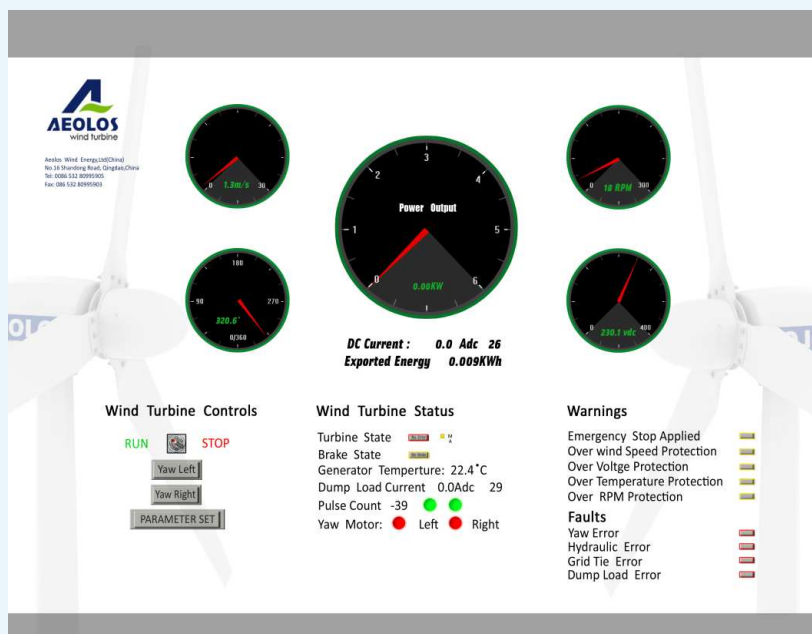 AEOLOS
wind turbine
Aeolos Wind Energy,Ltd(China)
No.16 Shandong Road, Qingdao,China
Tel: 0086 532 80995905
Fax: 086 532 80995903
0 1.3m/s 30
180
90 270
320.6°
0/360
3
2 4
Power Output
1 5
0 6
0.00KW
0 18 RPM 300
0 400
230.1 vdc
DC Current : 0.0 Adc 26
Exported Energy 0.009KWh
Wind Turbine Controls
RUN STOP
Yaw Left
Yaw Right
PARAMETER SET
Wind Turbine Status
Turbine State
Brake State
Generator Temperture: 22.4°C
Dump Load Current 0.0Adc 29
Pulse Count -39
Yaw Motor: Left Right
Warnings
Emergency Stop Applied
Over wind Speed Protection
Over Voltge Protection
Over Temperature Protection
Over RPM Protection
Faults
Yaw Error
Hydraulic Error
Grid Tie Error
Dump Load Error